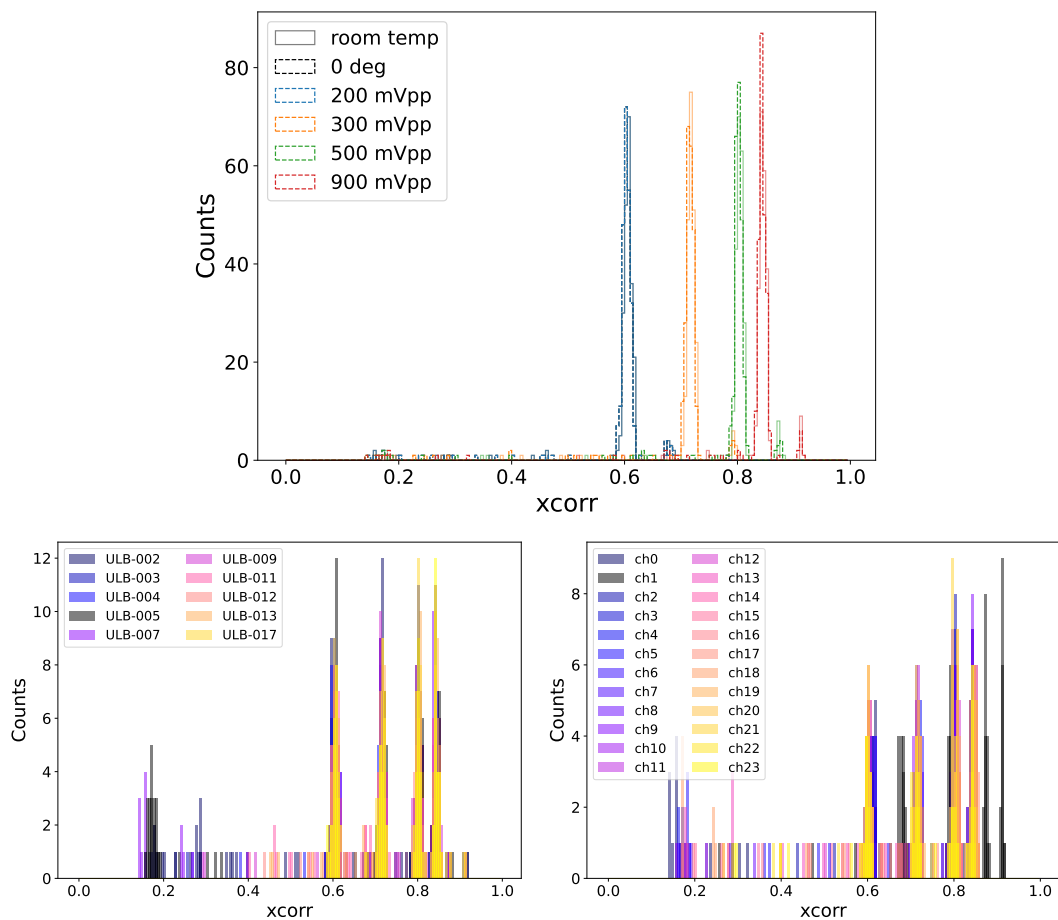 room temp
0 deg
200 mVpp
300 mVpp
500 mVpp
900 mVpp
Counts
80
60
40
20
0
0.0 0.2 0.4 0.6 0.8 1.0
xcorr
ULB-002 ULB-009
ULB-003 ULB-011
ULB-004 ULB-012
ULB-005 ULB-013
ULB-007 ULB-017
Counts
12
10
8
6
4
2
0
0.0 0.2 0.4 0.6 0.8 1.0
xcorr
ch0 ch12
ch1 ch13
ch2 ch14
ch3 ch15
ch4 ch16
ch5 ch17
ch6 ch18
ch7 ch19
ch8 ch20
ch9 ch21
ch10 ch22
ch11 ch23
Counts
8
6
4
2
0
0.0 0.2 0.4 0.6 0.8 1.0
xcorr